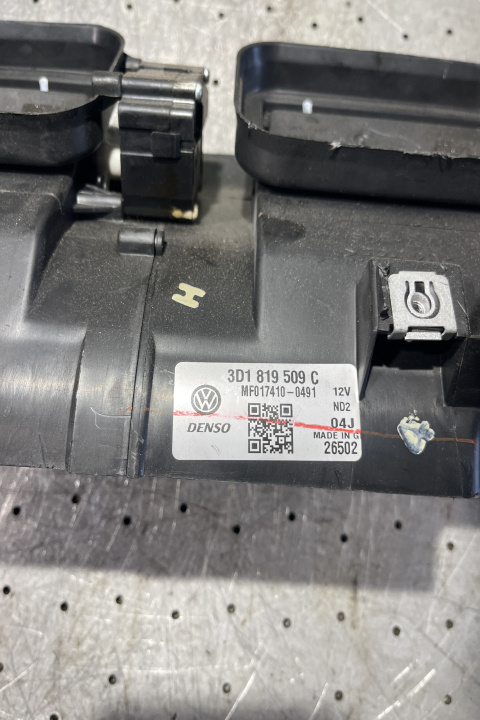 H
3D1 819 509 C
MF017410-0491 12V
ND2
DENSO 04J
MADE IN G
26502